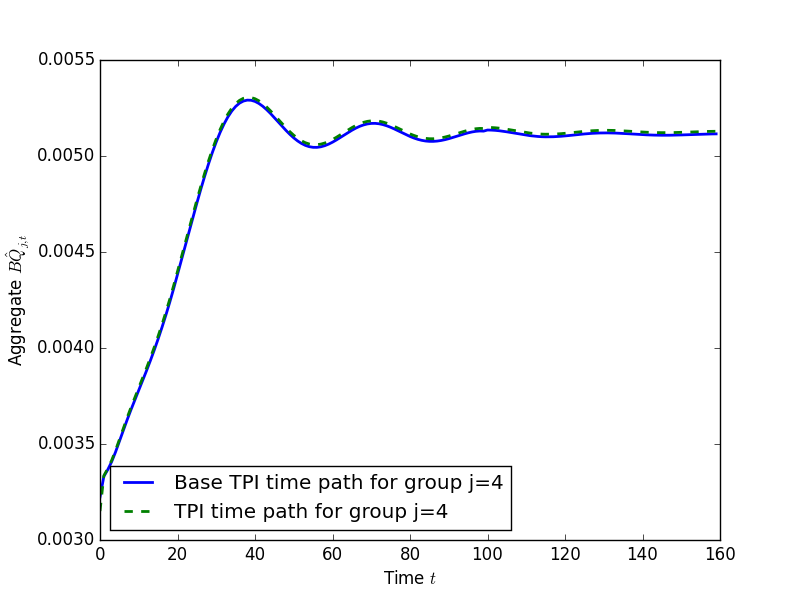 0.0055
0.0050
0.0045
0.0040
0.0035
0.0030
Aggregate $\hat{BQ}_{j,t}$
Base TPI time path for group j=4
TPI time path for group j=4
0 20 40 60 80 100 120 140 160
Time t